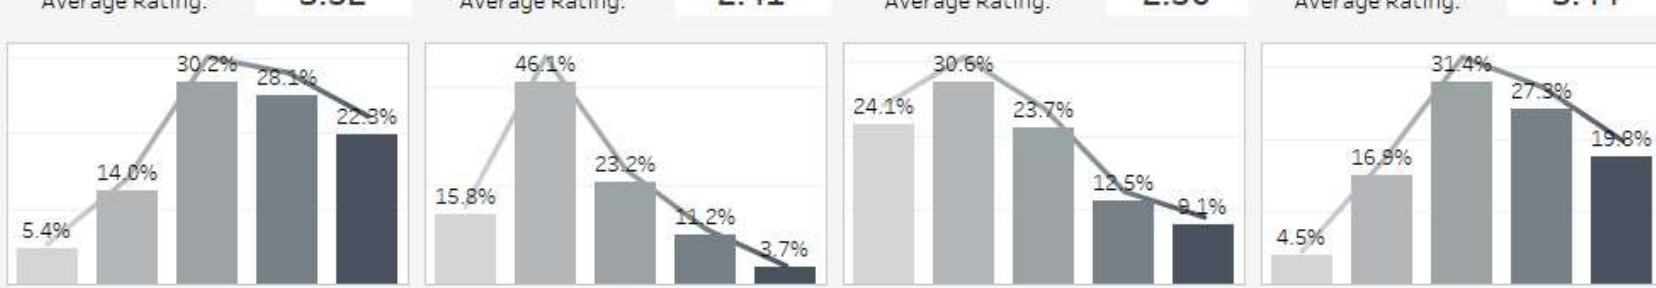 Average Rating: Average Rating: 2.41 Average Rating: Average Rating:
5.4% 14.0% 30.2% 28.1% 22.3%
15.8% 46.1% 23.2% 11.2% 3.7%
24.1% 30.6% 23.7% 12.5% 9.1%
4.5% 16.9% 31.4% 27.3% 19.8%